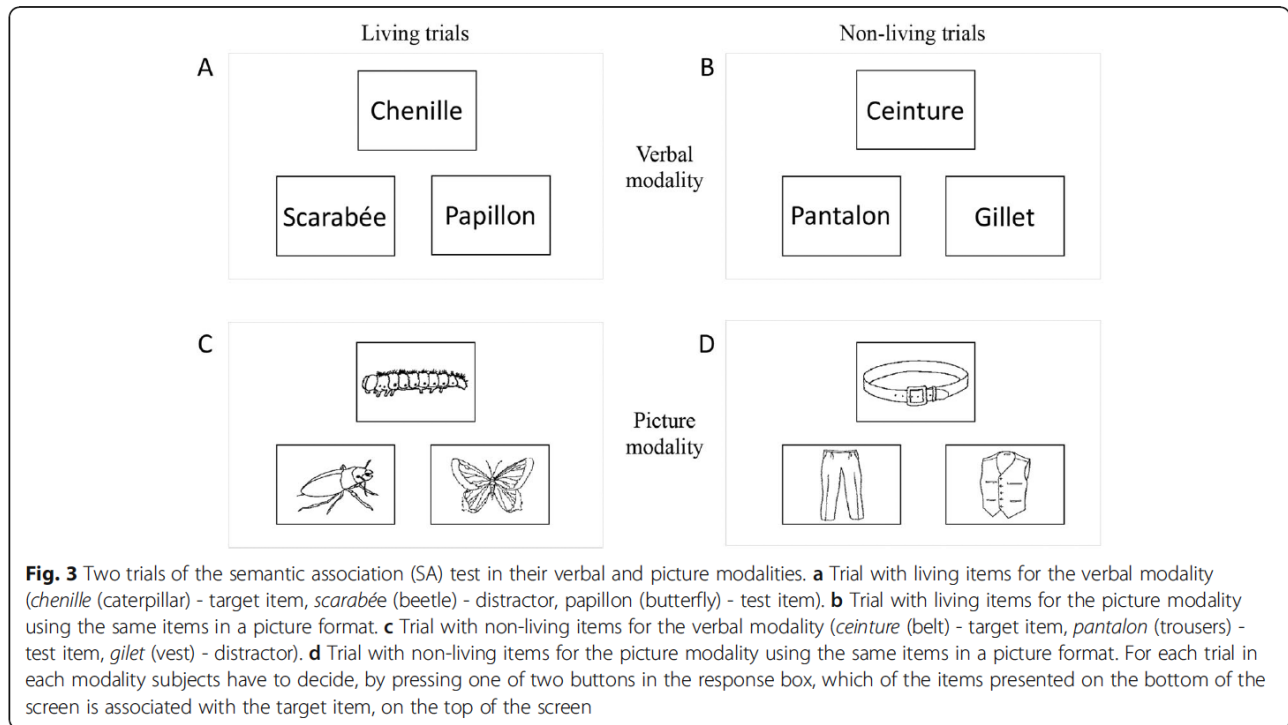 Living trials
Non-living trials
A
B
Chenille
Ceinture
Verbal
modality
Scarabée
Papillon
Pantalon
Gillet
C
D
Picture
modality
Fig. 3 Two trials of the semantic association (SA) test in their verbal and picture modalities. a Trial with living items for the verbal modality
(chenille (caterpillar) - target item, scarabée (beetle) - distractor, papillon (butterfly) - test item). b Trial with living items for the picture modality
using the same items in a picture format. c Trial with non-living items for the verbal modality (ceinture (belt) - target item, pantalon (trousers) -
test item, gilet (vest) - distractor). d Trial with non-living items for the picture modality using the same items in a picture format. For each trial in
each modality subjects have to decide, by pressing one of two buttons in the response box, which of the items presented on the bottom of the
screen is associated with the target item, on the top of the screen